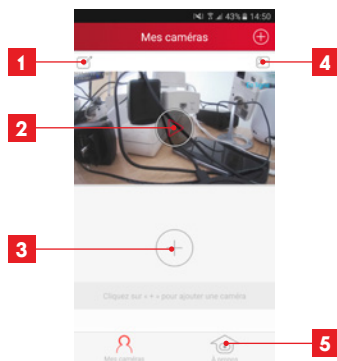 43% 14:50
Mes caméras
1
4
2
3
Cliquez sur « + » pour ajouter une caméra
5
Mes caméras
À propos